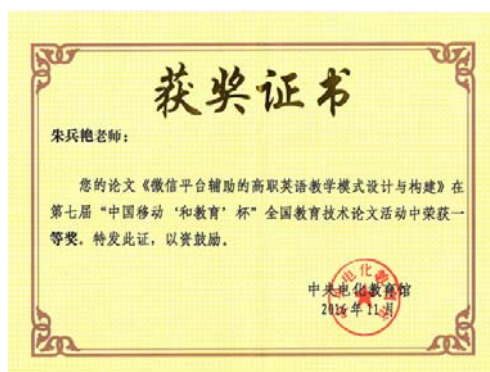 获奖证书
朱兵艳老师：
您的论文《微信平台辅助的高职英语教学模式设计与构建》在
第七届“中国移动‘和教育’杯”全国教育技术论文活动中荣获一
等奖。特发此证，以资鼓励。
中央电化教育馆
2016年11月